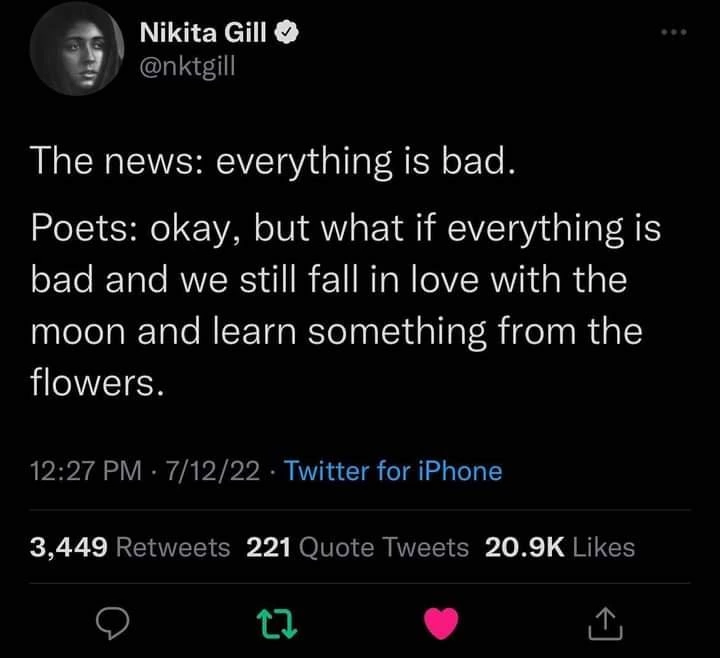 Nikita Gill
@nktgill
The news: everything is bad.
Poets: okay, but what if everything is
bad and we still fall in love with the
moon and learn something from the
flowers.
12:27 PM · 7/12/22 · Twitter for iPhone
3,449 Retweets 221 Quote Tweets 20.9K Likes